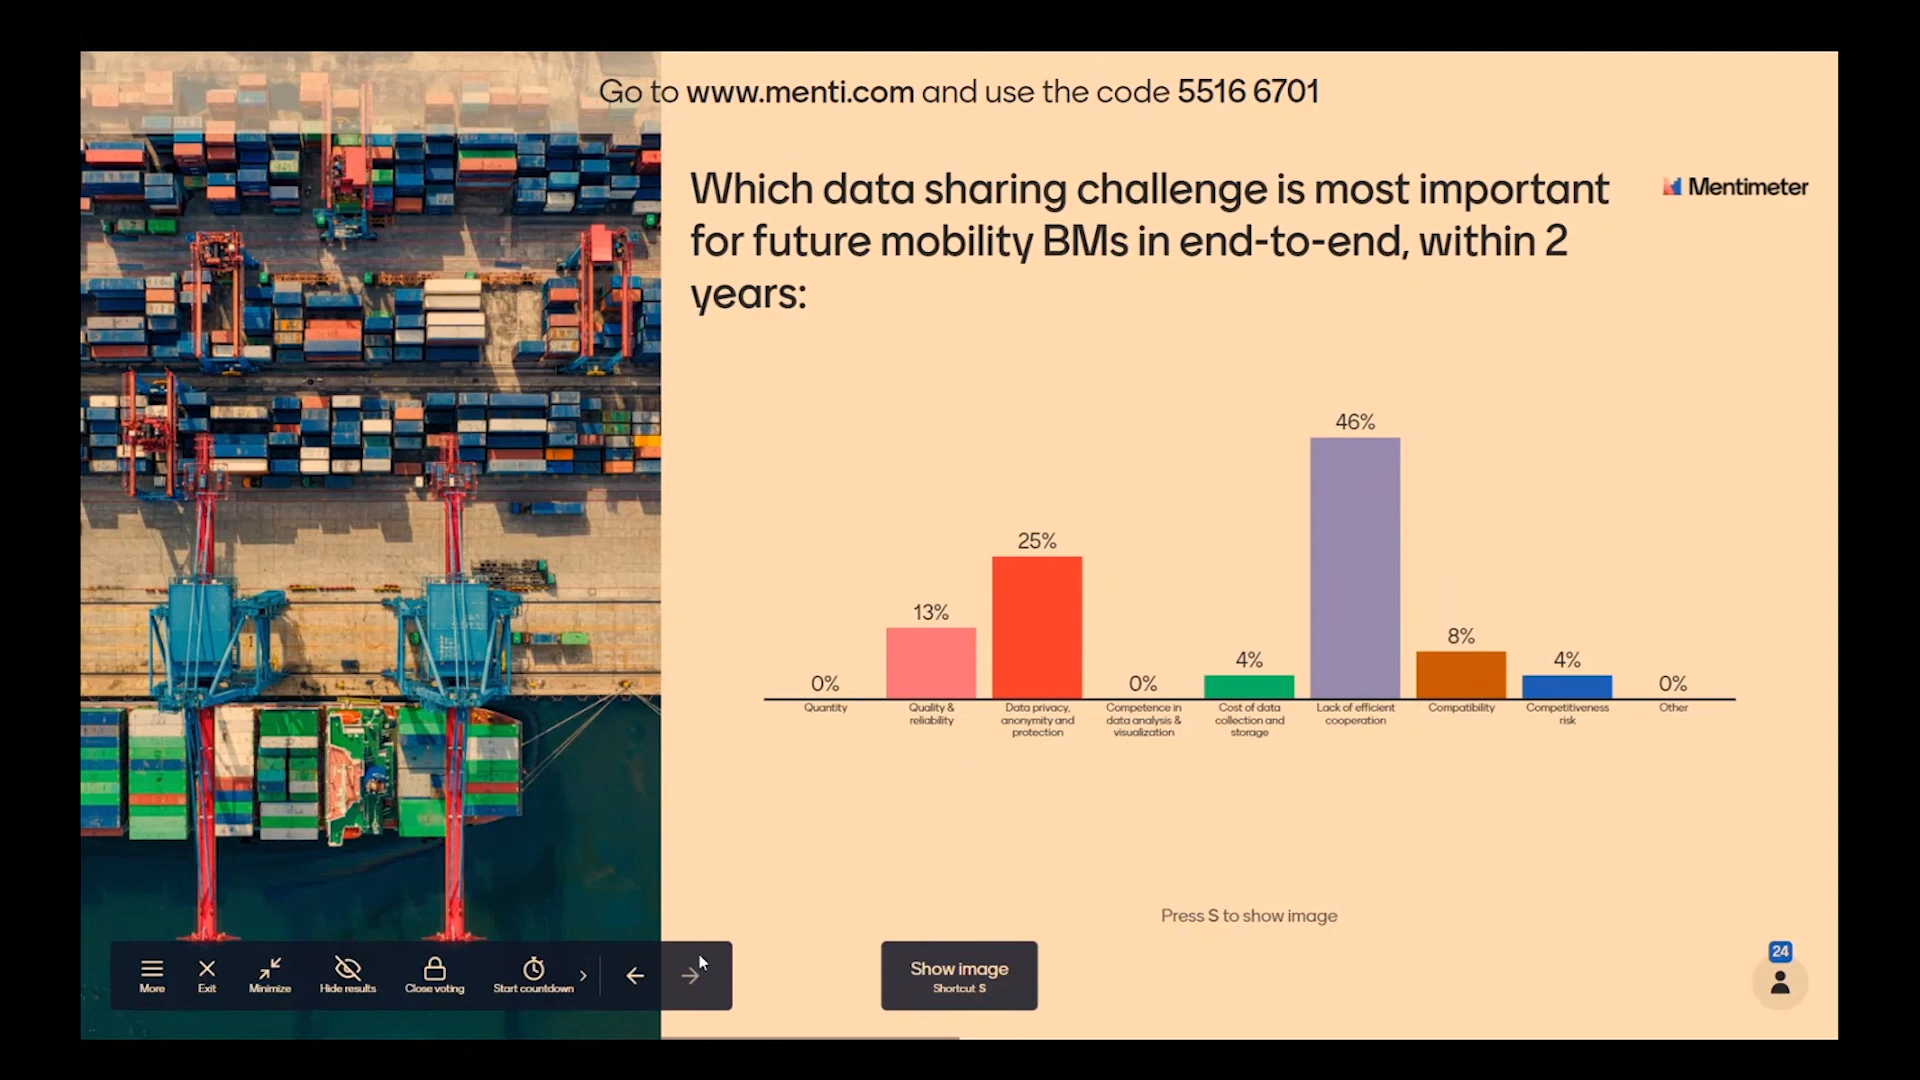 Go to www.menti.com and use the code 5516 6701
Which data sharing challenge is most important
for future mobility BMs in end-to-end, within 2
years:
Mentimeter
46%
25%
13%
8%
4%
4%
0%
0%
0%
Quantity
Quality &
reliability
Data privacy,
anonymity and
protection
Competence in
data analysis &
visualization
Cost of data
collection and
storage
Lack of efficient
cooperation
Compatibility
Competitiveness
risk
Other
Press S to show image
More
Exit
Minimize
Hide results
Close voting
Start countdown
Show image
Shortcut S
24